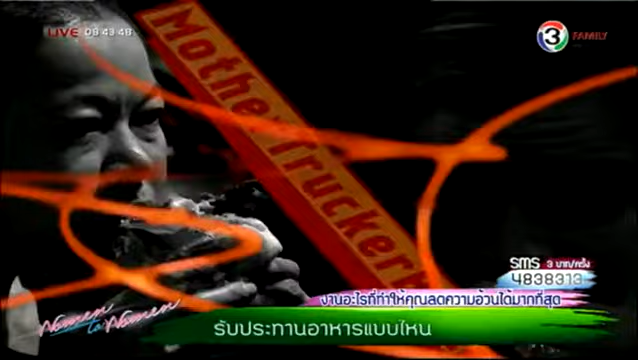 LIVE 09:43:48
3 FAMILY
Mother Trucker
SMS 3 บาท/ครั้ง
4838313
งานอะไรที่ทำให้คุณลดความอ้วนได้มากที่สุด
Women to Women
รับประทานอาหารแบบไหน